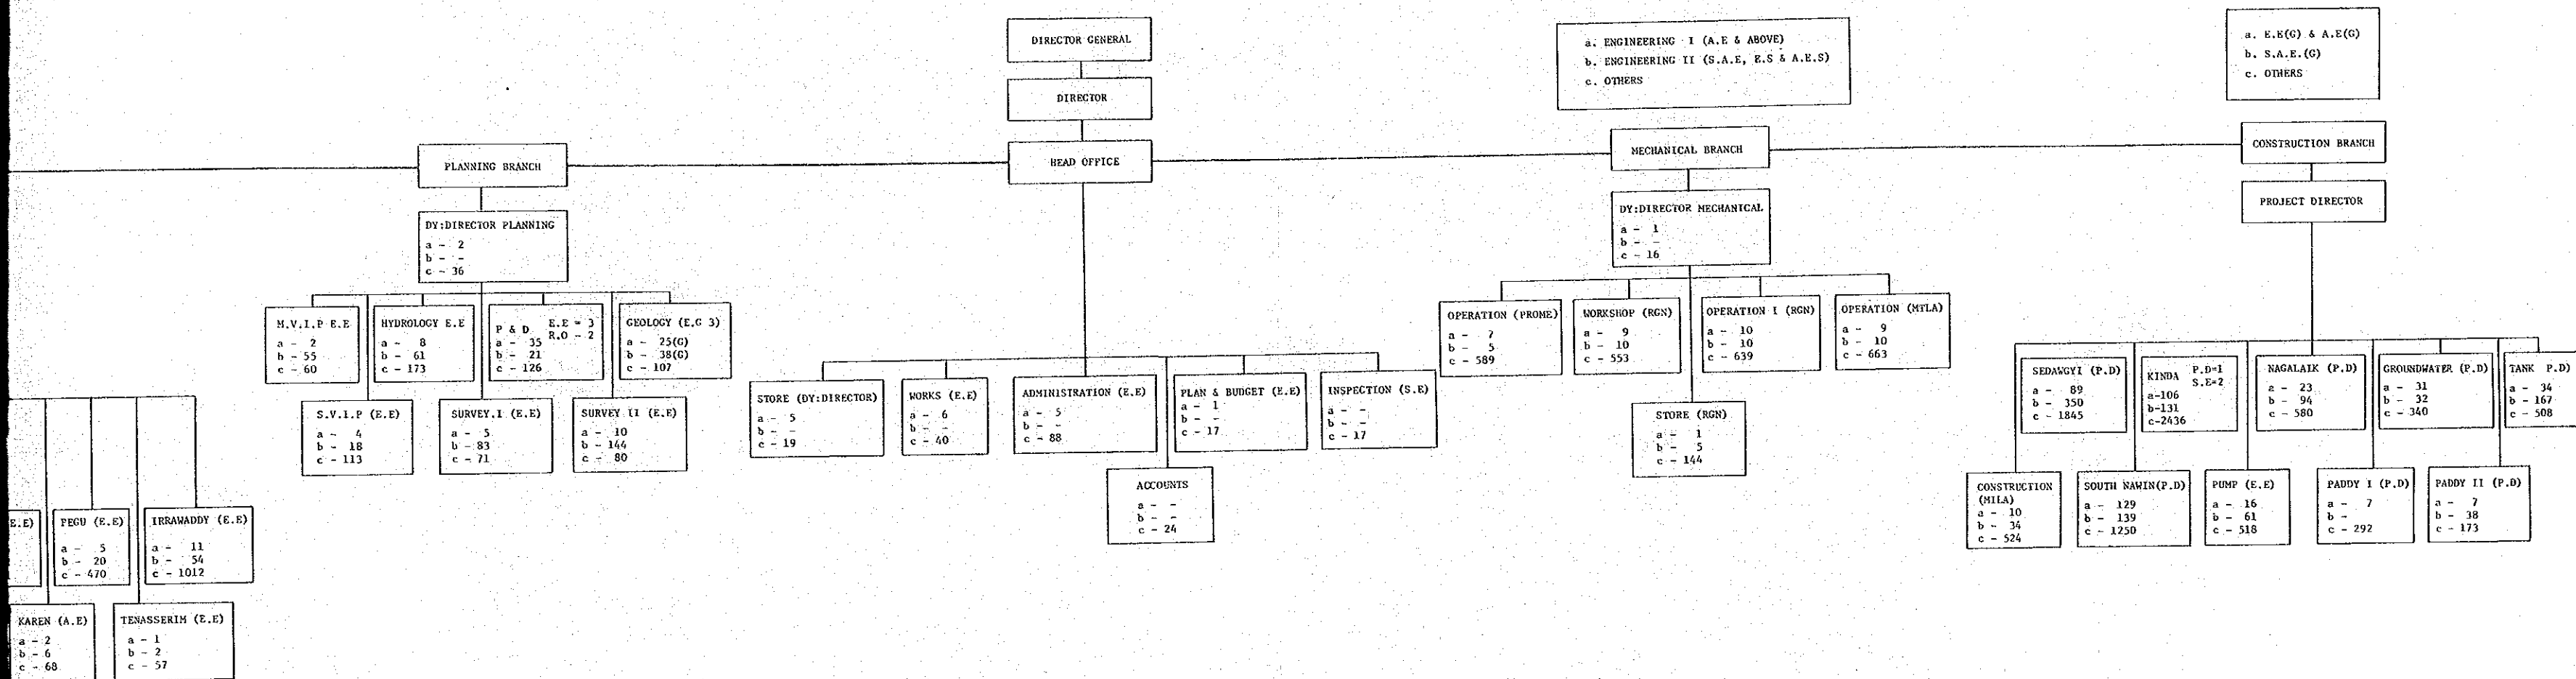 DIRECTOR GENERAL
DIRECTOR
HEAD OFFICE
a. ENGINEERING I (A.E & ABOVE)
b. ENGINEERING II (S.A.E, E.S & A.E.S)
c. OTHERS
a. E.E(G) & A.E(G)
b. S.A.E.(G)
c. OTHERS
PLANNING BRANCH
MECHANICAL BRANCH
CONSTRUCTION BRANCH
PROJECT DIRECTOR
DY:DIRECTOR PLANNING
a - 2
b - -
c - 36
DY:DIRECTOR MECHANICAL
a - 1
b - -
c - 16
M.V.I.P E.E
a - 2
b - 55
c - 60
HYDROLOGY E.E
a - 8
b - 61
c - 173
P & D E.E = 3
R.O - 2
a - 35
b - 21
c - 126
GEOLOGY (E.G 3)
a - 25(G)
b - 38(G)
c - 107
S.V.I.P (E.E)
a - 4
b - 18
c - 113
SURVEY.I (E.E)
a - 5
b - 83
c - 71
SURVEY II (E.E)
a - 10
b - 144
c - 80
STORE (DY:DIRECTOR)
a - 5
b - -
c - 19
WORKS (E.E)
a - 6
b - -
c - 40
ADMINISTRATION (E.E)
a - 5
b - -
c - 88
PLAN & BUDGET (E.E)
a - 1
b - -
c - 17
INSPECTION (S.E)
a - -
b - -
c - 17
ACCOUNTS
a - -
b - -
c - 24
OPERATION (PROME)
a - 7
b - 5
c - 589
WORKSHOP (RGN)
a - 9
b - 10
c - 553
OPERATION I (RGN)
a - 10
b - 10
c - 639
OPERATION (MTLA)
a - 9
b - 10
c - 663
STORE (RGN)
a - 1
b - 5
c - 144
SEDAWGYI (P.D)
a - 89
b - 350
c - 1845
KINDA P.D=1
S.E=2
a-106
b-131
c-2436
NAGALAIK (P.D)
a - 23
b - 94
c - 580
GROUNDWATER (P.D)
a - 31
b - 32
c - 340
TANK P.D)
a - 34
b - 167
c - 508
CONSTRUCTION
(MILA)
a - 10
b - 34
c - 524
SOUTH NAWIN(P.D)
a - 129
b - 139
c - 1250
PUMP (E.E)
a - 16
b - 61
c - 518
PADDY I (P.D)
a - 7
b -
c - 292
PADDY II (P.D)
a - 7
b - 38
c - 173
E.E)
PEGU (E.E)
a - 5
b - 20
c - 470
IRRAWADDY (E.E)
a - 11
b - 54
c - 1012
KAREN (A.E)
a - 2
b - 6
c - 68
TENASSERIM (E.E)
a - 1
b - 2
c - 57